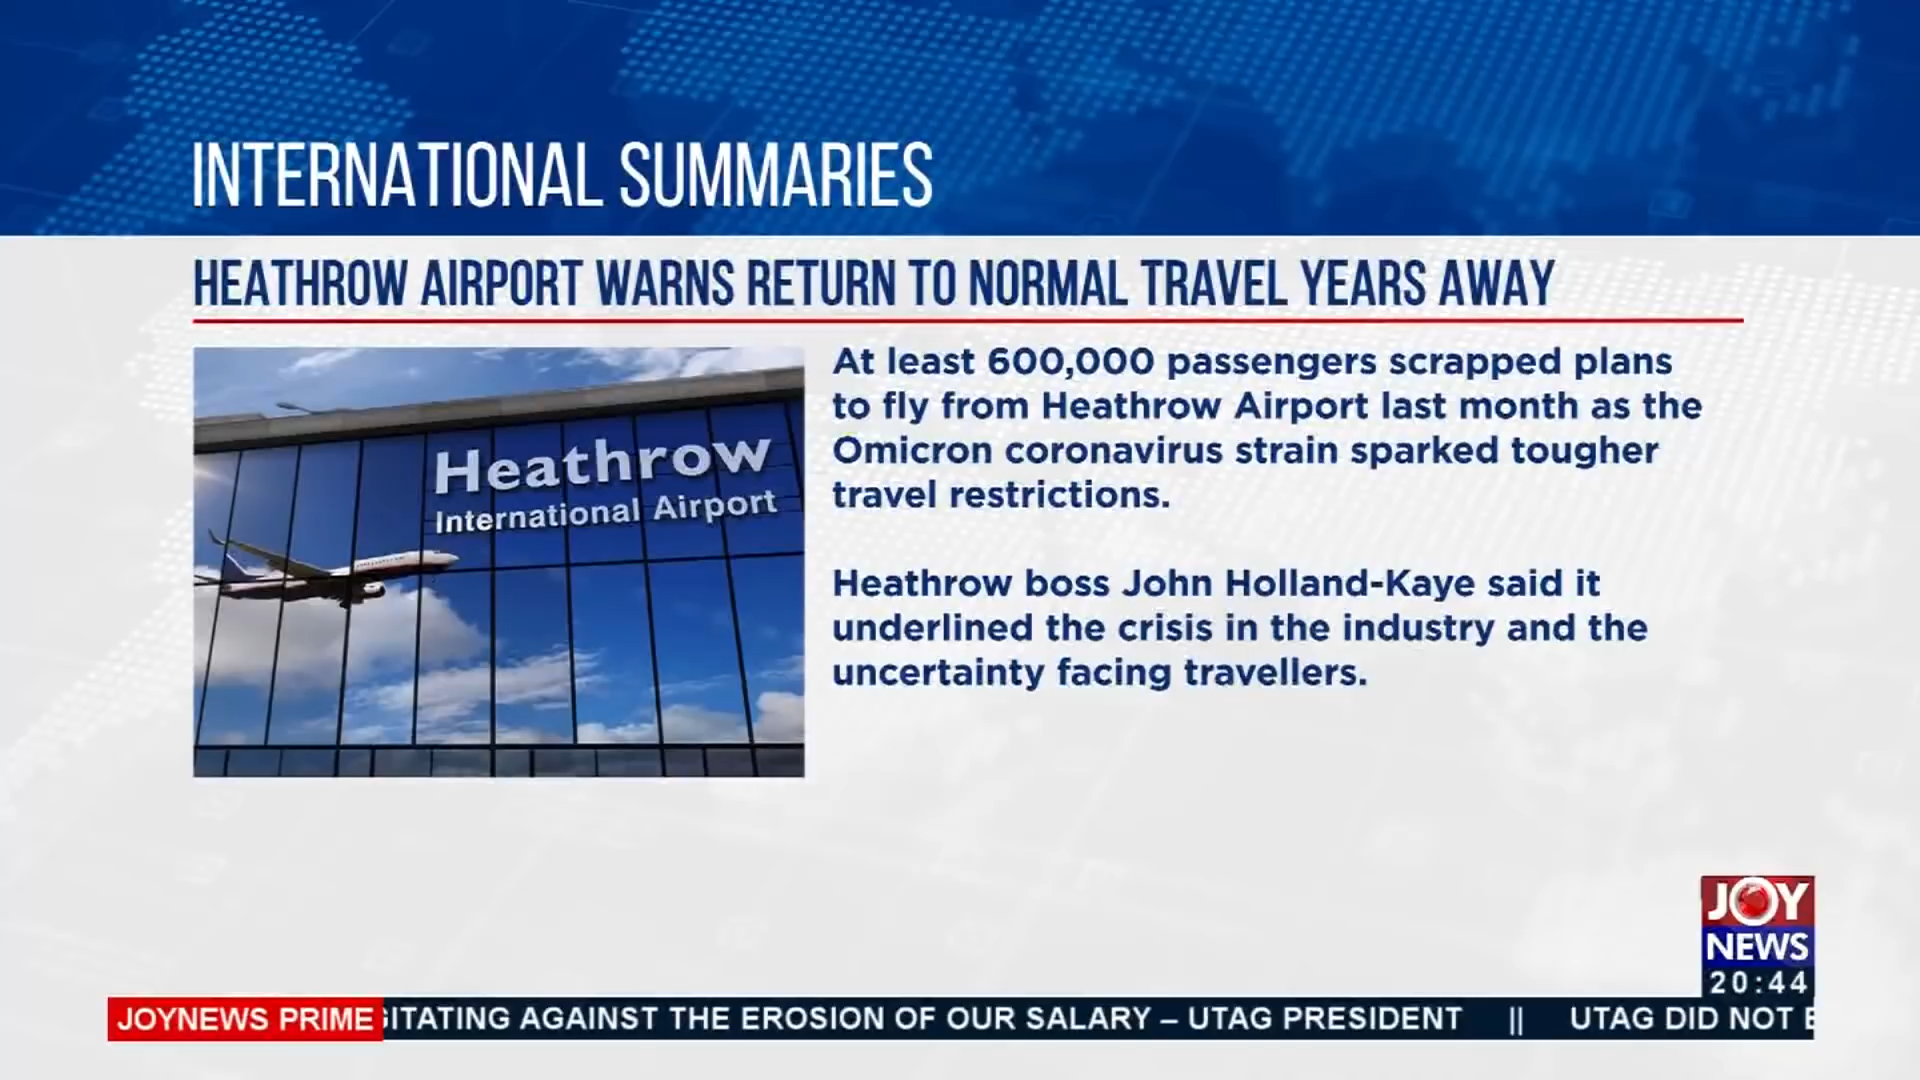 INTERNATIONAL SUMMARIES
HEATHROW AIRPORT WARNS RETURN TO NORMAL TRAVEL YEARS AWAY
Heathrow
International Airport
At least 600,000 passengers scrapped plans
to fly from Heathrow Airport last month as the
Omicron coronavirus strain sparked tougher
travel restrictions.
Heathrow boss John Holland-Kaye said it
underlined the crisis in the industry and the
uncertainty facing travellers.
JOY
NEWS
20:44
JOYNEWS PRIME GITATING AGAINST THE EROSION OF OUR SALARY – UTAG PRESIDENT || UTAG DID NOT